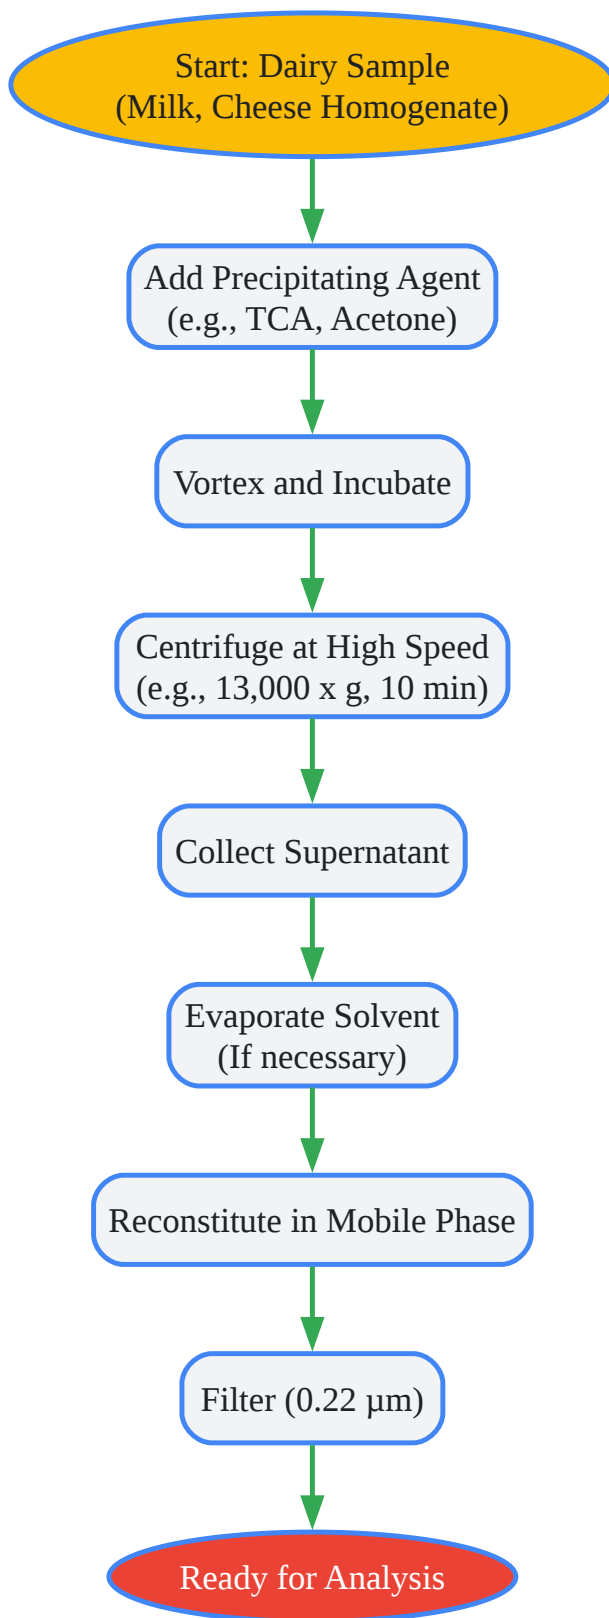 Start: Dairy Sample
(Milk, Cheese Homogenate)
Add Precipitating Agent
(e.g., TCA, Acetone)
Vortex and Incubate
Centrifuge at High Speed
(e.g., 13,000 x g, 10 min)
Collect Supernatant
Evaporate Solvent
(If necessary)
Reconstitute in Mobile Phase
Filter (0.22 µm)
Ready for Analysis